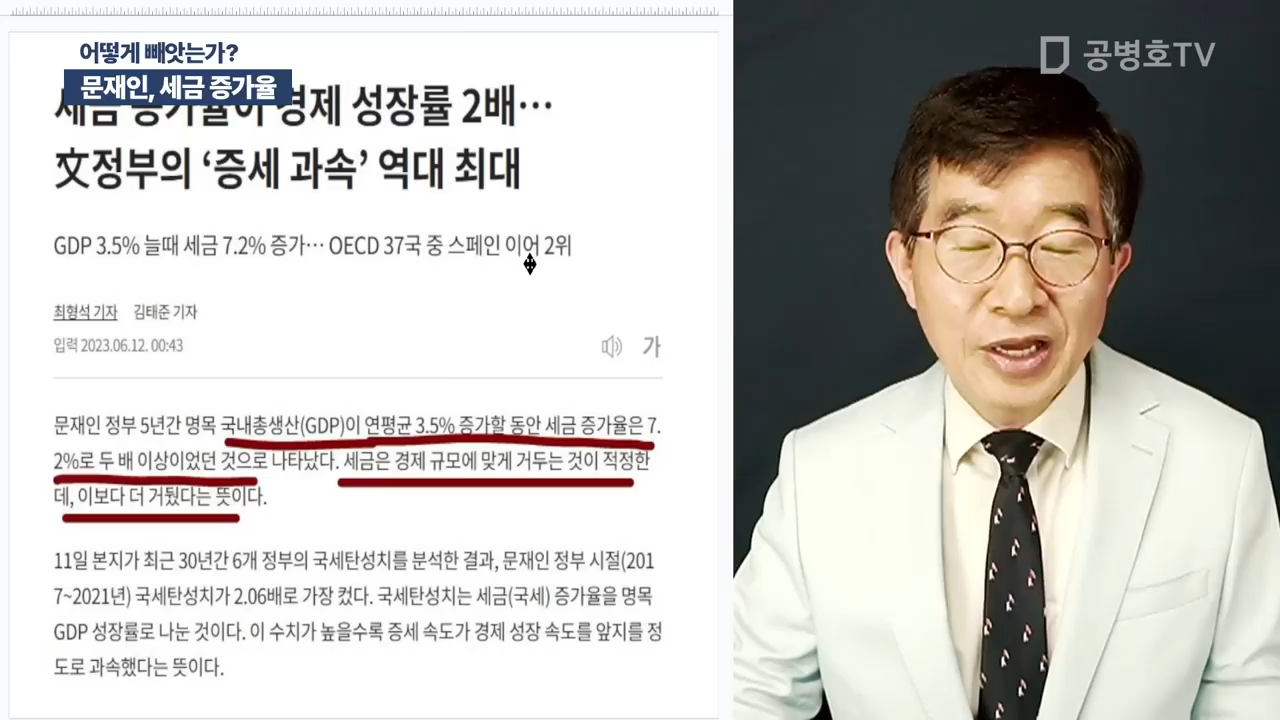 어떻게 빼앗는가?
문재인, 세금 증가율
공병호TV
세금 증가율이 경제 성장률 2배…
文정부의 ‘증세 과속’ 역대 최대
GDP 3.5% 늘때 세금 7.2% 증가… OECD 37국 중 스페인 이어 2위
최형석 기자 김태준 기자
입력 2023.06.12. 00:43
가
문재인 정부 5년간 명목 국내총생산(GDP)이 연평균 3.5% 증가할 동안 세금 증가율은 7.
2%로 두 배 이상이었던 것으로 나타났다. 세금은 경제 규모에 맞게 거두는 것이 적정한
데, 이보다 더 거뒀다는 뜻이다.
11일 본지가 최근 30년간 6개 정부의 국세탄성치를 분석한 결과, 문재인 정부 시절(201
7~2021년) 국세탄성치가 2.06배로 가장 컸다. 국세탄성치는 세금(국세) 증가율을 명목
GDP 성장률로 나눈 것이다. 이 수치가 높을수록 증세 속도가 경제 성장 속도를 앞지를 정
도로 과속했다는 뜻이다.